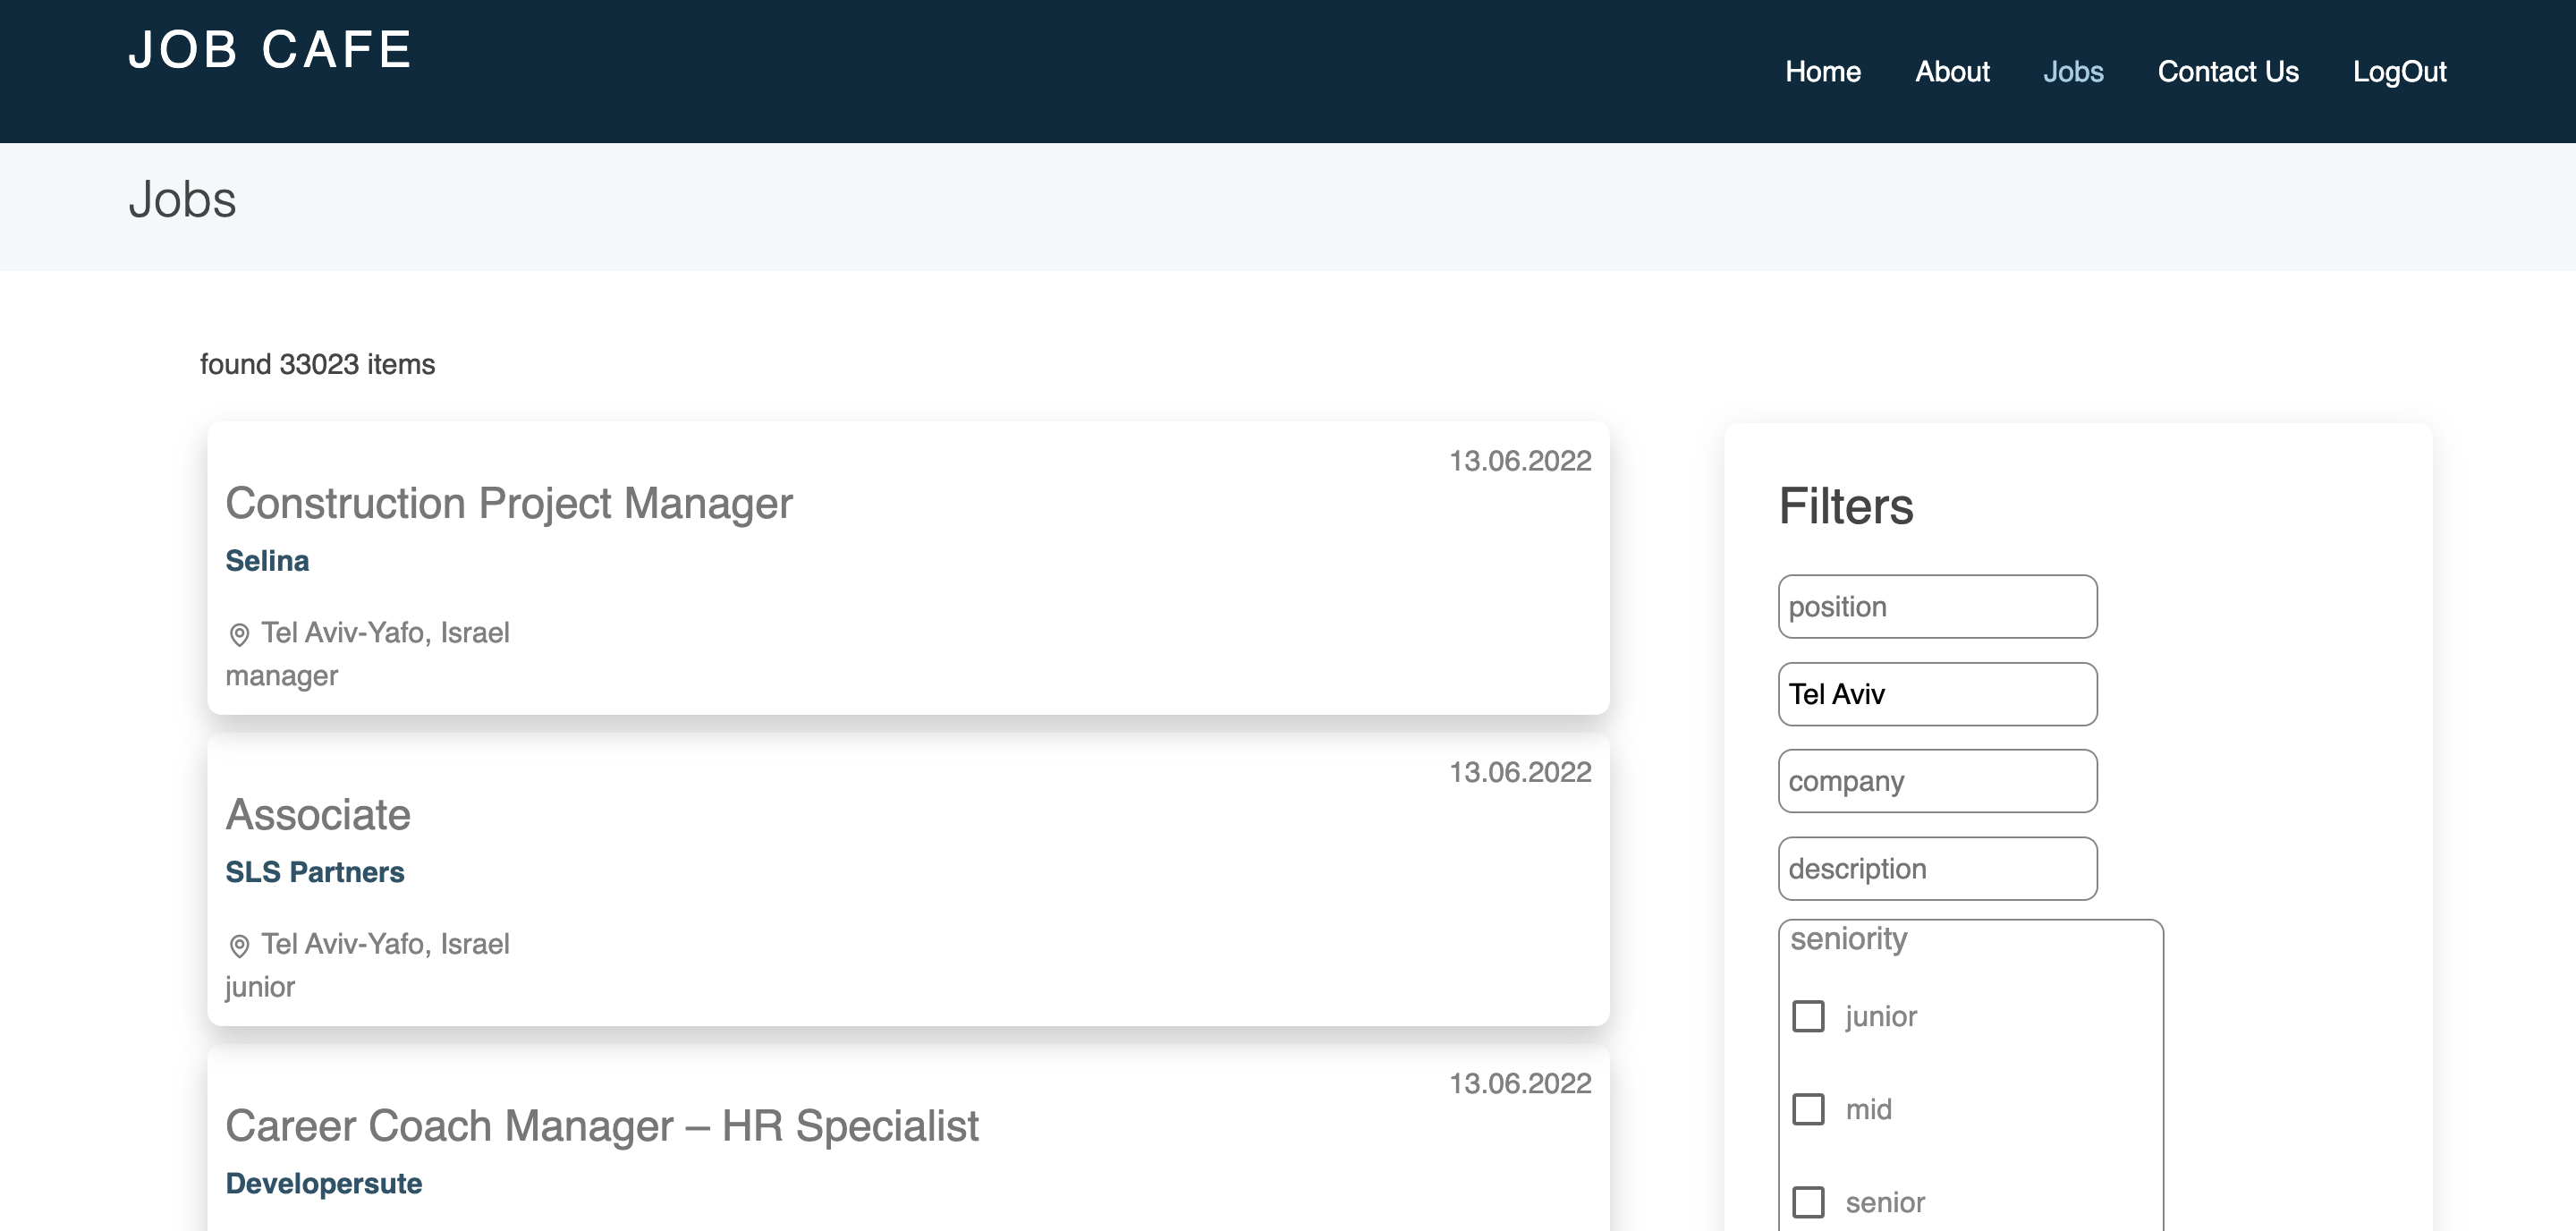 JOB CAFE
Home About Jobs Contact Us LogOut
Jobs
found 33023 items
13.06.2022
Construction Project Manager
Selina
Tel Aviv-Yafo, Israel
manager
13.06.2022
Associate
SLS Partners
Tel Aviv-Yafo, Israel
junior
13.06.2022
Career Coach Manager – HR Specialist
Developersute
Filters
position
Tel Aviv
company
description
seniority
junior
mid
senior